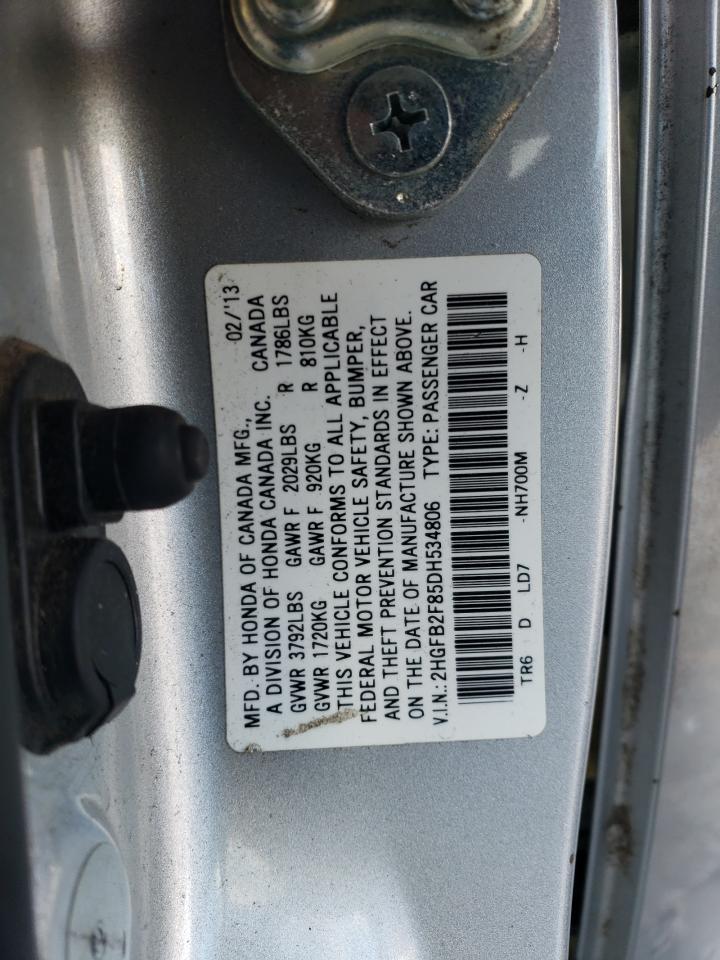 MFD. BY HONDA OF CANADA MFG., 02/'13
A DIVISION OF HONDA CANADA INC. CANADA
GVWR 3792LBS GAWR F 2029LBS R 1786LBS
GVWR 1720KG GAWR F 920KG R 810KG
THIS VEHICLE CONFORMS TO ALL APPLICABLE
FEDERAL MOTOR VEHICLE SAFETY, BUMPER,
AND THEFT PREVENTION STANDARDS IN EFFECT
ON THE DATE OF MANUFACTURE SHOWN ABOVE.
V.I.N.: 2HGFB2F85DH534806 TYPE: PASSENGER CAR
TR6 D LD7 -NH700M -Z -H